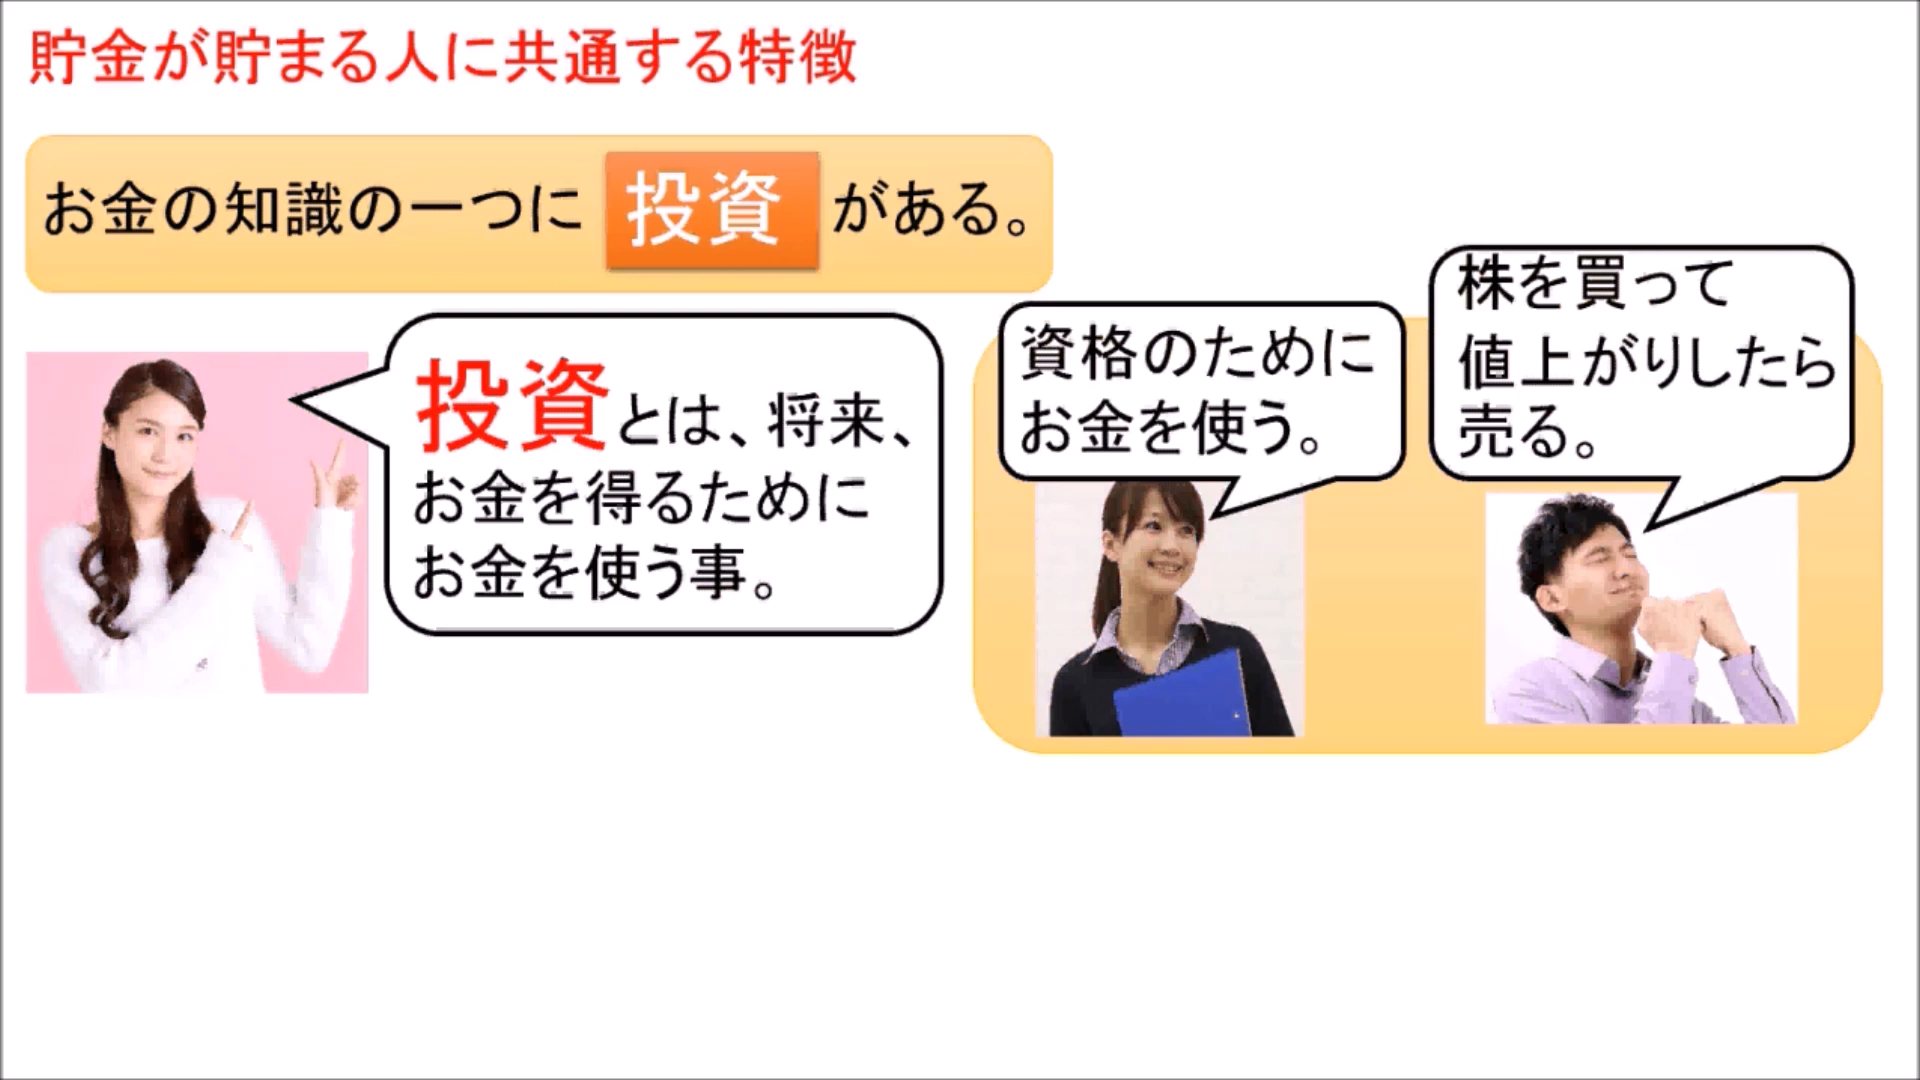 貯金が貯まる人に共通する特徴
お金の知識の一つに 投資 がある。
投資とは、将来、
お金を得るために
お金を使う事。
資格のために
お金を使う。
株を買って
値上がりしたら
売る。